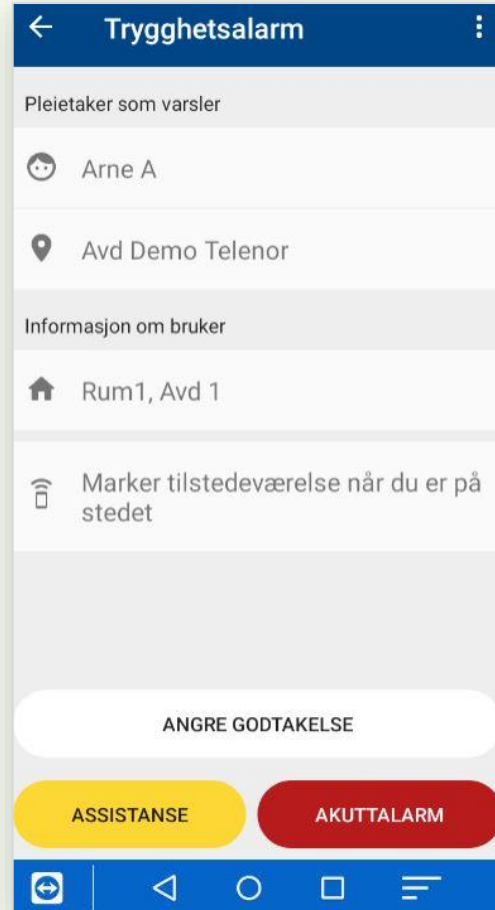 Trygghetsalarm
Pleietaker som varsler
Arne A
Avd Demo Telenor
Informasjon om bruker
Rum1, Avd 1
Marker tilstedeværelse når du er på
stedet
ANGRE GODTAKELSE
ASSISTANSE
AKUTTALARM